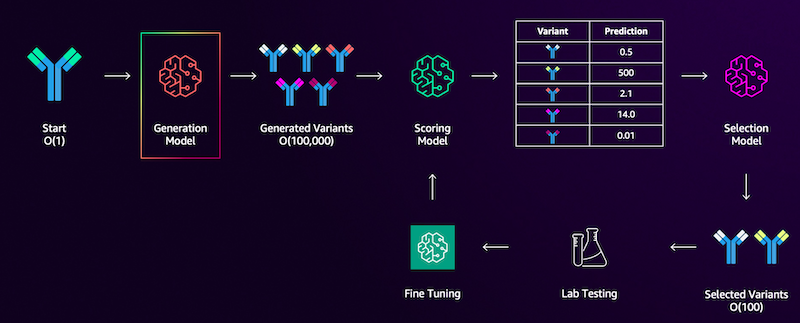 Start
O(1)
Generation
Model
Generated Variants
O(100,000)
Scoring
Model
Variant Prediction
0.5
500
2.1
14.0
0.01
Selection
Model
Fine Tuning
Lab Testing
Selected Variants
O(100)